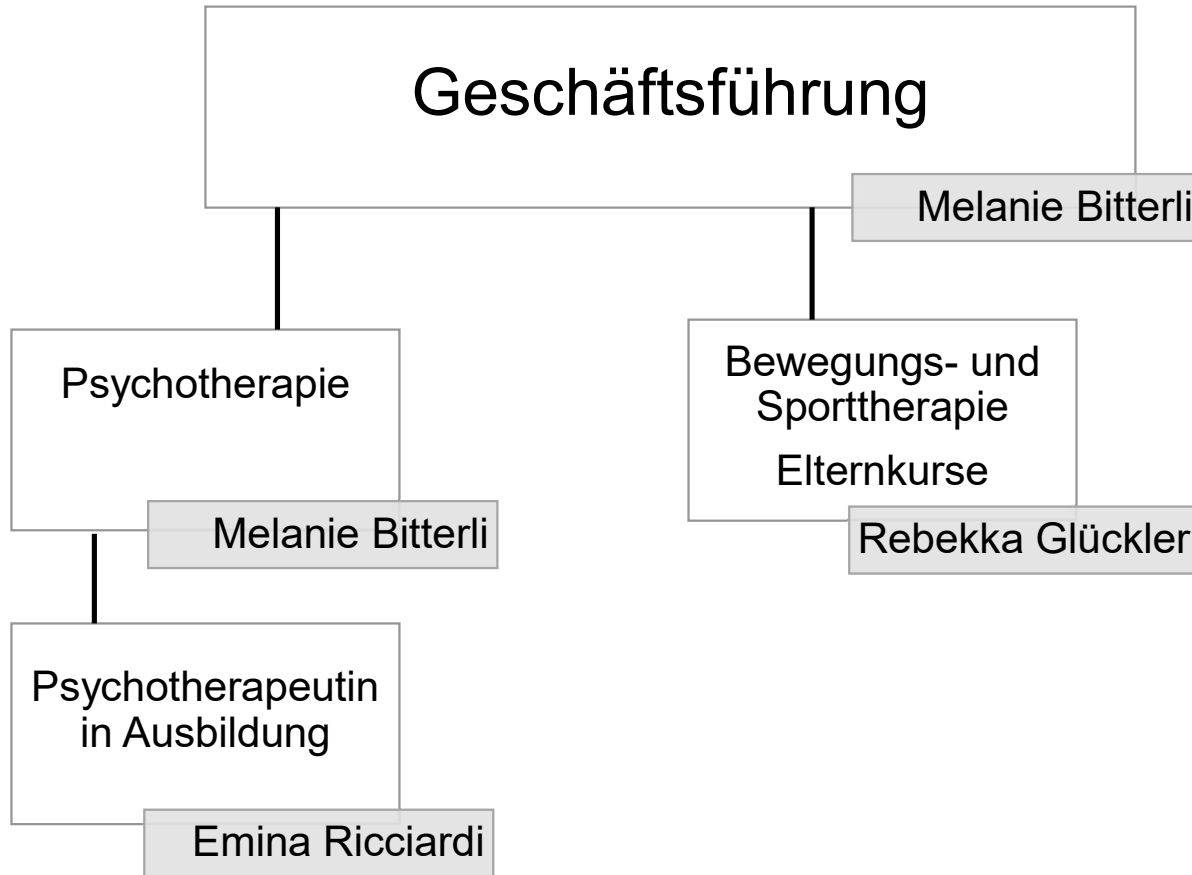 Geschäftsführung
Melanie Bitterli
Psychotherapie
Melanie Bitterli
Bewegungs- und
Sporttherapie
Elternkurse
Rebekka Glückler
Psychotherapeutin
in Ausbildung
Emina Ricciardi